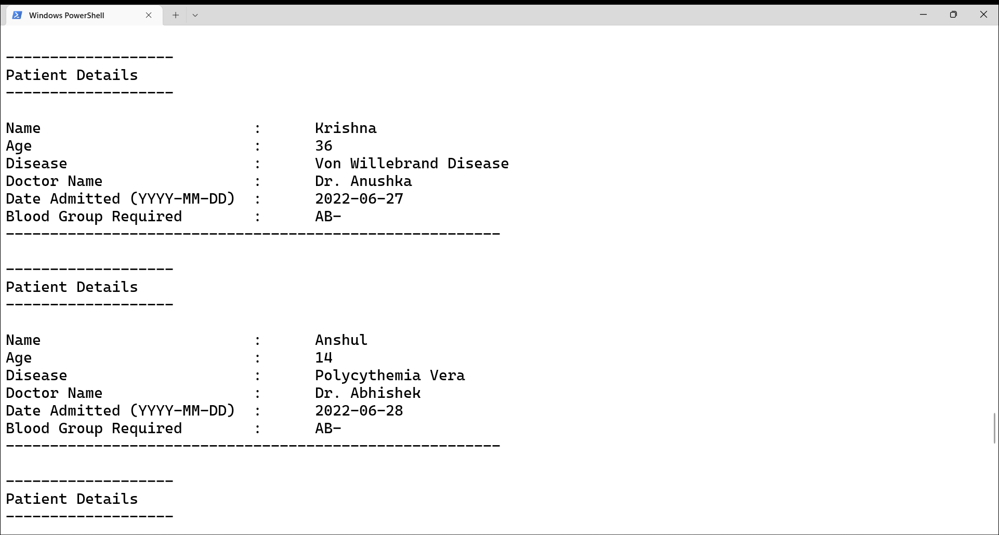 Windows PowerShell
-------------------
Patient Details
-------------------
Name : Krishna
Age : 36
Disease : Von Willebrand Disease
Doctor Name : Dr. Anushka
Date Admitted (YYYY-MM-DD) : 2022-06-27
Blood Group Required : AB-
--------------------------------------------------------
-------------------
Patient Details
-------------------
Name : Anshul
Age : 14
Disease : Polycythemia Vera
Doctor Name : Dr. Abhishek
Date Admitted (YYYY-MM-DD) : 2022-06-28
Blood Group Required : AB-
--------------------------------------------------------
-------------------
Patient Details
-------------------